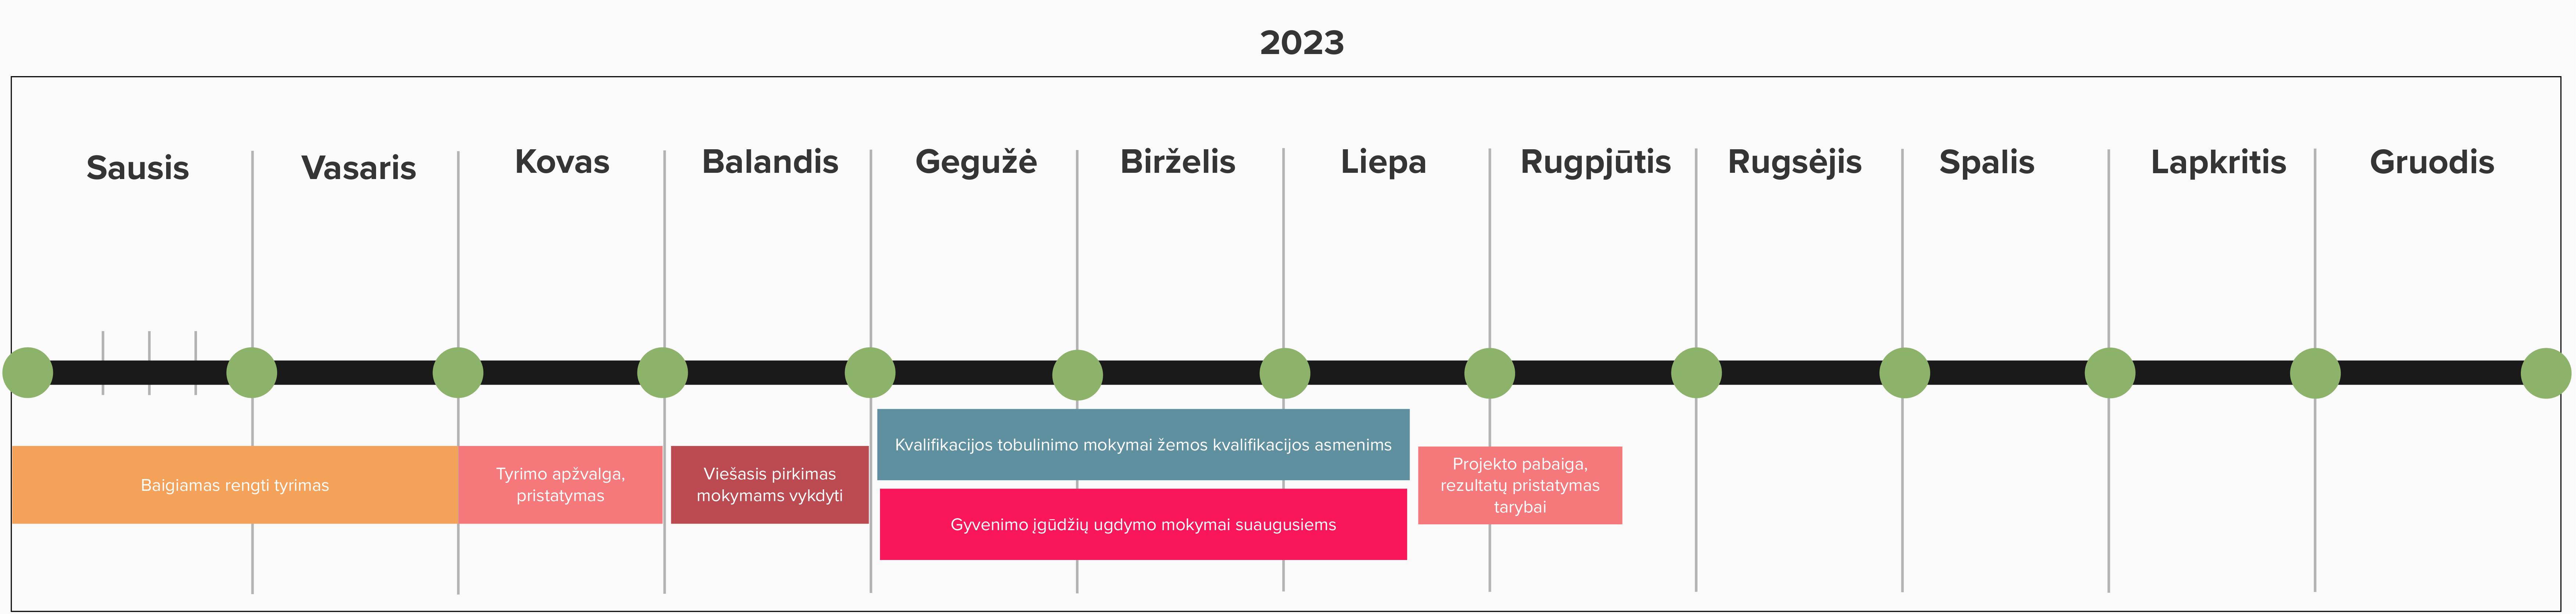 2023
Sausis
Vasaris
Kovas
Balandis
Gegužė
Birželis
Liepa
Rugpjūtis
Rugsėjis
Spalis
Lapkritis
Gruodis
Baigiamas rengti tyrimas
Tyrimo apžvalga,
pristatymas
Viešasis pirkimas
mokymams vykdyti
Kvalifikacijos tobulinimo mokymai žemos kvalifikacijos asmenims
Gyvenimo įgūdžių ugdymo mokymai suaugusiems
Projekto pabaiga,
rezultatų pristatymas
tarybai